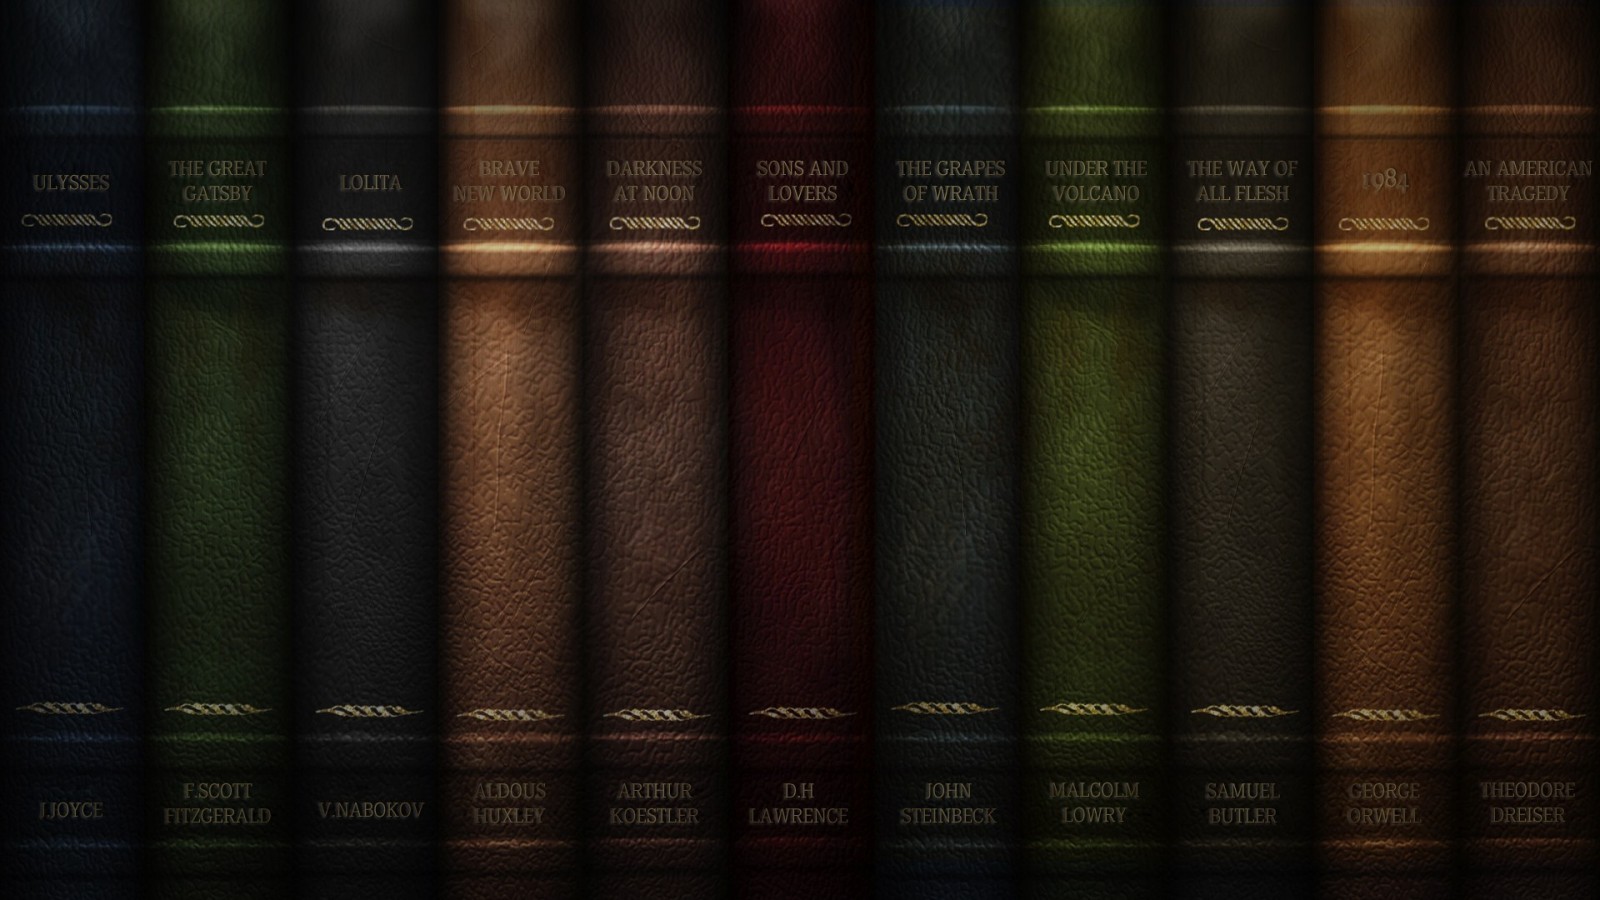 ULYSSES
THE GREAT
GATSBY
LOLITA
BRAVE
NEW WORLD
DARKNESS
AT NOON
SONS AND
LOVERS
THE GRAPES
OF WRATH
UNDER THE
VOLCANO
THE WAY OF
ALL FLESH
1984
AN AMERICAN
TRAGEDY
J.JOYCE
F.SCOTT
FITZGERALD
V.NABOKOV
ALDOUS
HUXLEY
ARTHUR
KOESTLER
D.H
LAWRENCE
JOHN
STEINBECK
MALCOLM
LOWRY
SAMUEL
BUTLER
GEORGE
ORWELL
THEODORE
DREISER